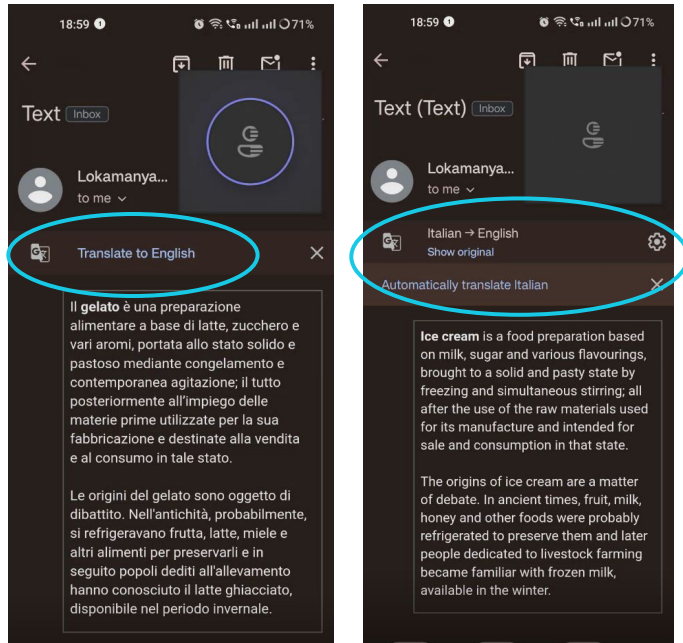 18:59
71%
Text Inbox
Lokamanya...
to me
Translate to English
Il gelato è una preparazione
alimentare a base di latte, zucchero e
vari aromi, portata allo stato solido e
pastoso mediante congelamento e
contemporanea agitazione; il tutto
posteriormente all'impiego delle
materie prime utilizzate per la sua
fabbricazione e destinate alla vendita
e al consumo in tale stato.
Le origini del gelato sono oggetto di
dibattito. Nell'antichità, probabilmente,
si refrigeravano frutta, latte, miele e
altri alimenti per preservarli e in
seguito popoli dediti all'allevamento
hanno conosciuto il latte ghiacciato,
disponibile nel periodo invernale.
18:59
71%
Text (Text) Inbox
Lokamanya...
to me
Italian → English
Show original
Automatically translate Italian
Ice cream is a food preparation based
on milk, sugar and various flavourings,
brought to a solid and pasty state by
freezing and simultaneous stirring; all
after the use of the raw materials used
for its manufacture and intended for
sale and consumption in that state.
The origins of ice cream are a matter
of debate. In ancient times, fruit, milk,
honey and other foods were probably
refrigerated to preserve them and later
people dedicated to livestock farming
became familiar with frozen milk,
available in the winter.